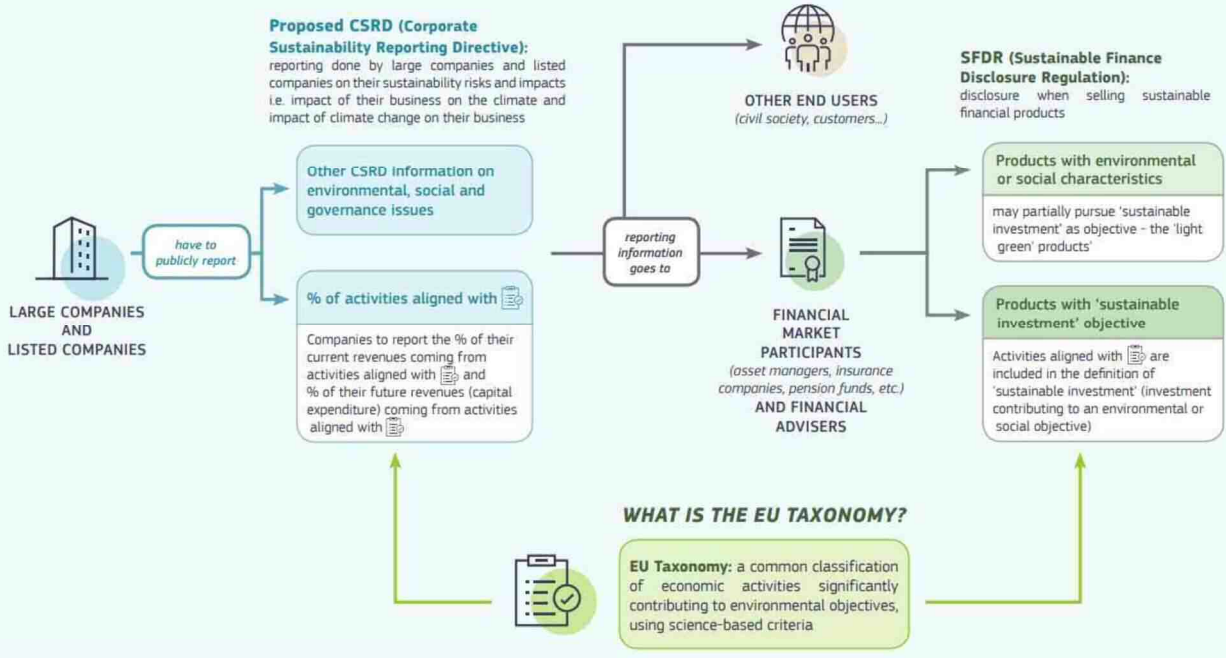 Proposed CSRD (Corporate
Sustainability Reporting Directive):
reporting done by large companies and listed
companies on their sustainability risks and impacts
i.e. impact of their business on the climate and
impact of climate change on their business
Other CSRD information on
environmental, social and
governance issues
LARGE COMPANIES
AND
LISTED COMPANIES
have to
publicly report
% of activities aligned with
Companies to report the % of their
current revenues coming from
activities aligned with and
% of their future revenues (capital
expenditure) coming from activities
aligned with
reporting
information
goes to
OTHER END USERS
(civil society, customers...)
FINANCIAL
MARKET
PARTICIPANTS
(asset managers, insurance
companies, pension funds, etc.)
AND FINANCIAL
ADVISERS
SFDR (Sustainable Finance
Disclosure Regulation):
disclosure when selling sustainable
financial products
Products with environmental
or social characteristics
may partially pursue ‘sustainable
investment’ as objective - the ‘light
green’ products’
Products with ‘sustainable
investment’ objective
Activities aligned with are
included in the definition of
‘sustainable investment’ (investment
contributing to an environmental or
social objective)
WHAT IS THE EU TAXONOMY?
EU Taxonomy: a common classification
of economic activities significantly
contributing to environmental objectives,
using science-based criteria